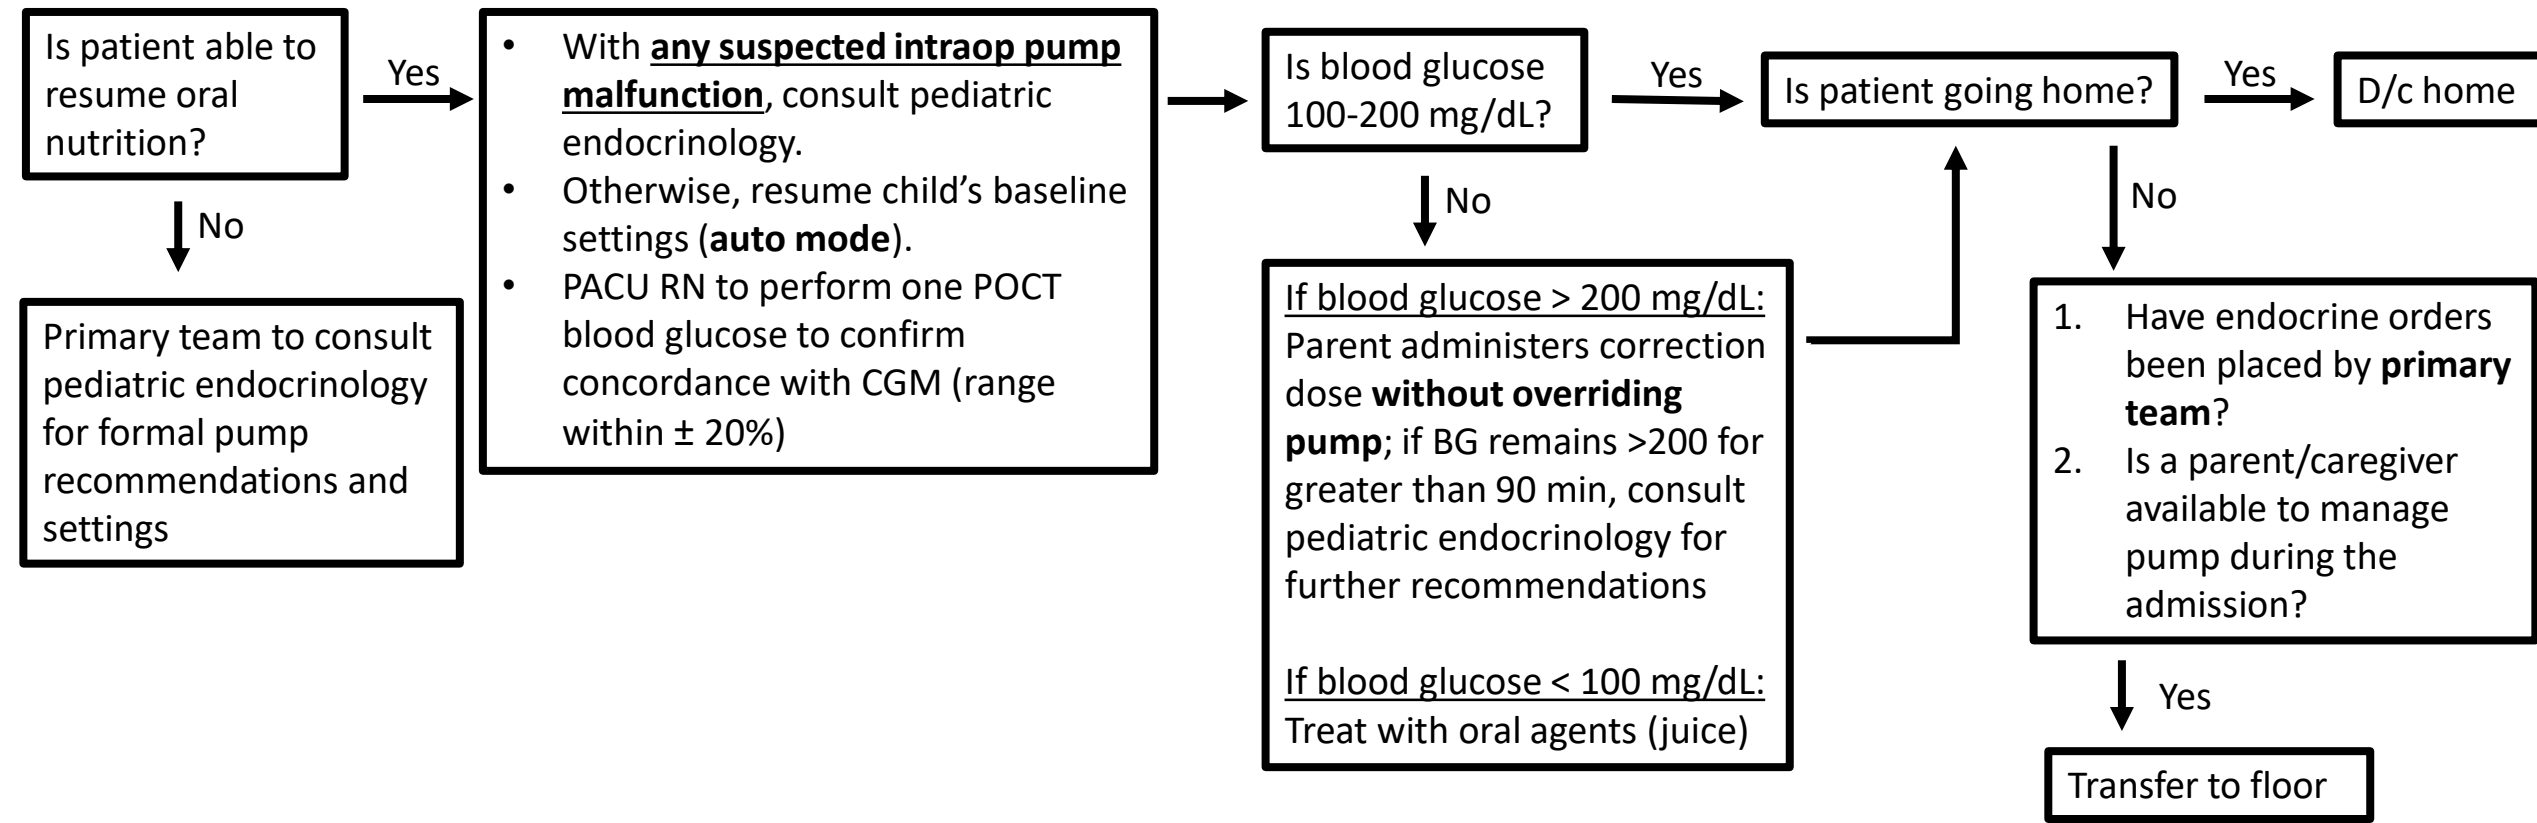 Is patient able to
resume oral
nutrition?
Yes
No
Primary team to consult
pediatric endocrinology
for formal pump
recommendations and
settings
• With any suspected intraop pump
malfunction, consult pediatric
endocrinology.
• Otherwise, resume child’s baseline
settings (auto mode).
• PACU RN to perform one POCT
blood glucose to confirm
concordance with CGM (range
within ± 20%)
Is blood glucose
100-200 mg/dL?
Yes
No
If blood glucose > 200 mg/dL:
Parent administers correction
dose without overriding
pump; if BG remains >200 for
greater than 90 min, consult
pediatric endocrinology for
further recommendations
If blood glucose < 100 mg/dL:
Treat with oral agents (juice)
Is patient going home?
Yes
D/c home
No
1. Have endocrine orders
been placed by primary
team?
2. Is a parent/caregiver
available to manage
pump during the
admission?
Yes
Transfer to floor